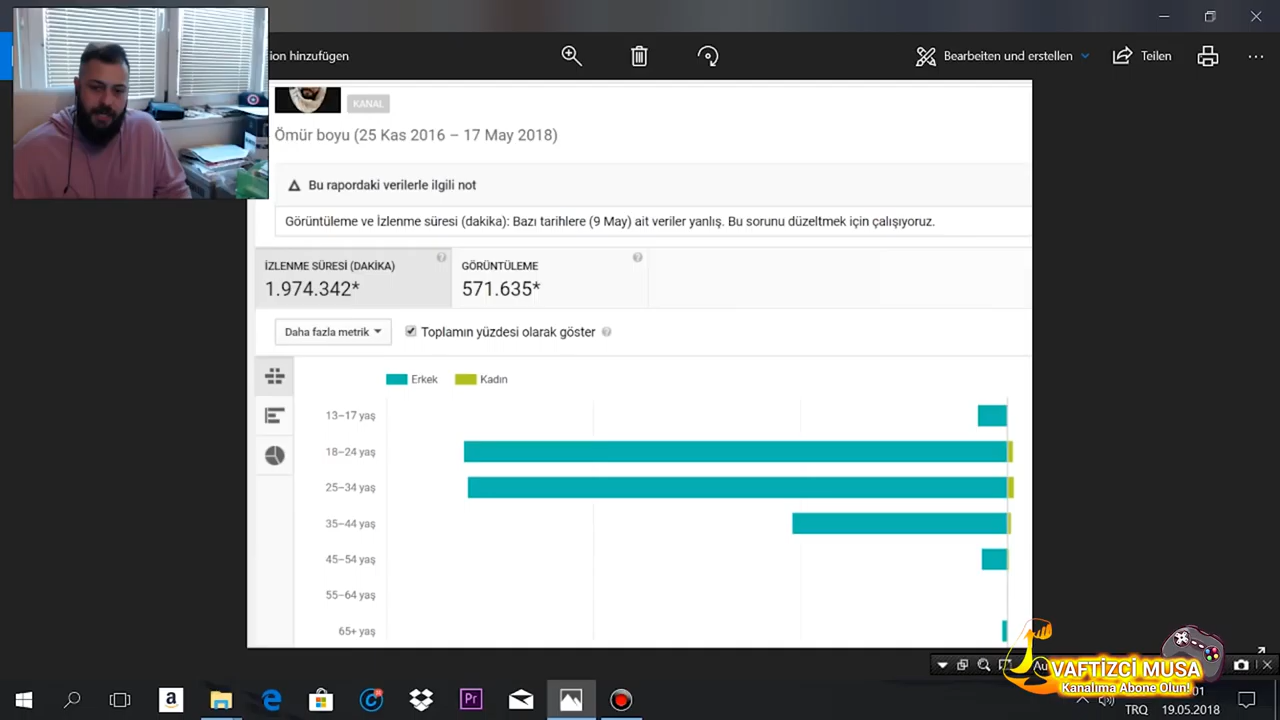 ion hinzufügen
Bearbeiten und erstellen
Teilen
KANAL
Ömür boyu (25 Kas 2016 – 17 May 2018)
Bu rapordaki verilerle ilgili not
Görüntüleme ve İzlenme süresi (dakika): Bazı tarihlere (9 May) ait veriler yanlış. Bu sorunu düzeltmek için çalışıyoruz.
İZLENME SÜRESİ (DAKİKA)
GÖRÜNTÜLEME
1.974.342*
571.635*
Daha fazla metrik
Toplamın yüzdesi olarak göster
Erkek
Kadın
13–17 yaş
18–24 yaş
25–34 yaş
35–44 yaş
45–54 yaş
55–64 yaş
65+ yaş
VAFTİZCİ MUSA
Kanalıma Abone Olun!
Pr
TRQ
19.05.2018